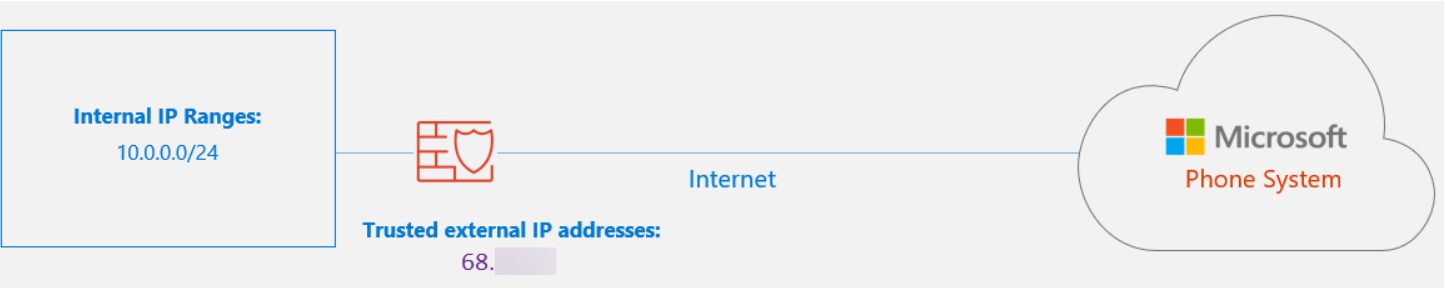 Internal IP Ranges:
10.0.0.0/24
Microsoft
Phone System
Internet
Trusted external IP addresses:
68.